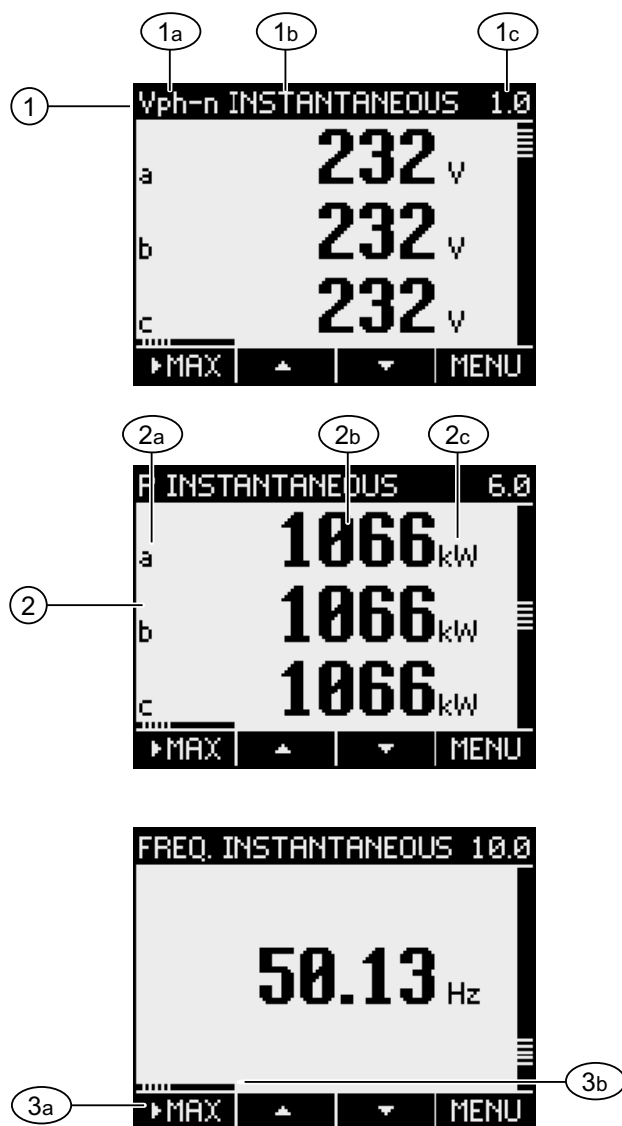 1a 1b 1c
1 Vph-n INSTANTANEOUS 1.0
a 232 V
b 232 V
c 232 V
▶MAX ▲ ▼ MENU
2a 2b 2c
P INSTANTANEOUS 6.0
a 1066 kW
2
b 1066 kW
c 1066 kW
▶MAX ▲ ▼ MENU
FREQ. INSTANTANEOUS 10.0
50.13 Hz
3b
3a ▶MAX ▲ ▼ MENU